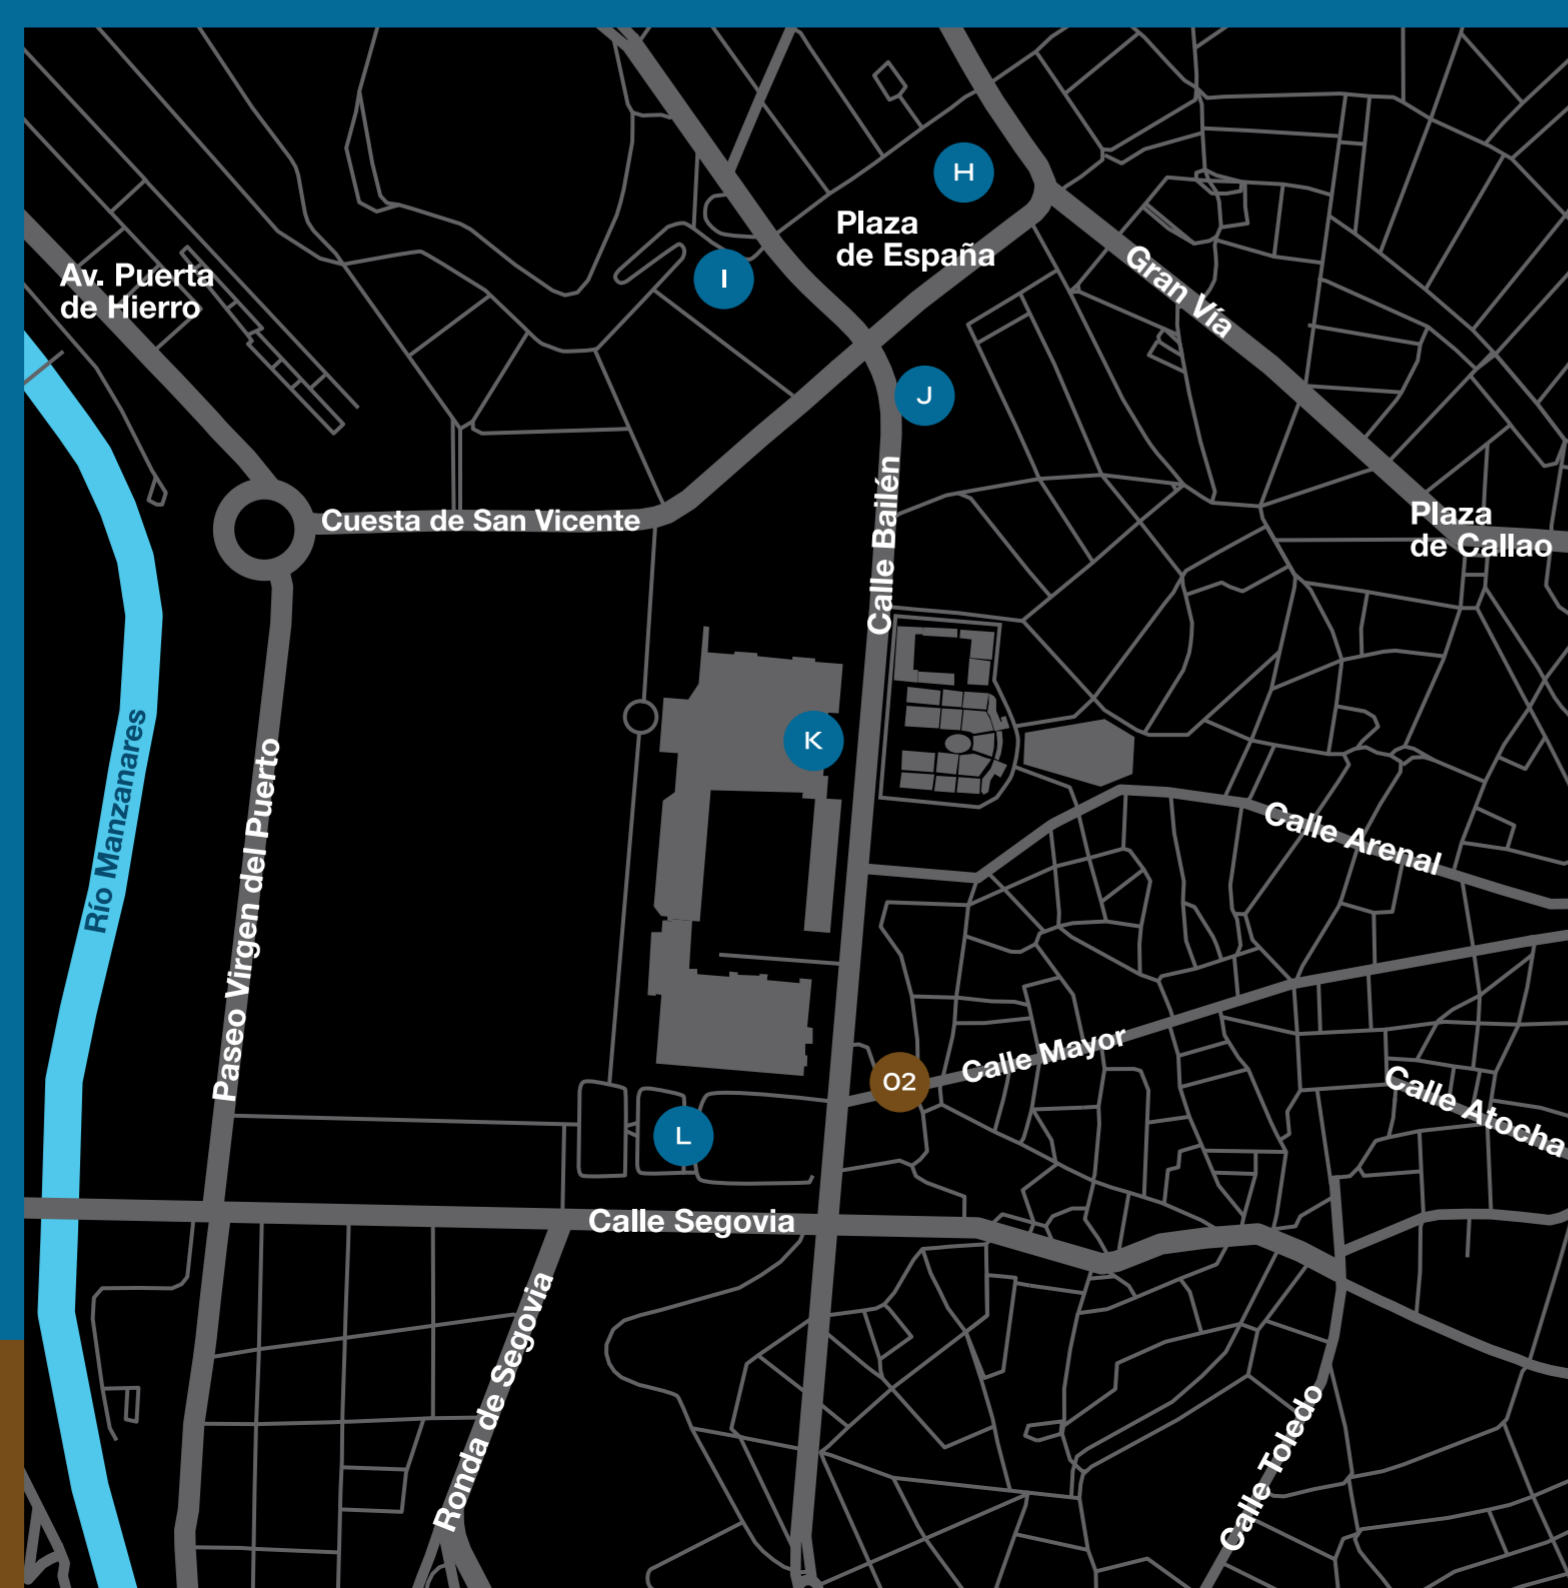 H
Plaza
de España
Av. Puerta
de Hierro
I
Gran Vía
J
Cuesta de San Vicente
Calle Bailén
Plaza
de Callao
Río Manzanares
Paseo Virgen del Puerto
K
Calle Arenal
Calle Mayor
O2
Calle Atocha
L
Calle Segovia
Ronda de Segovia
Calle Toledo